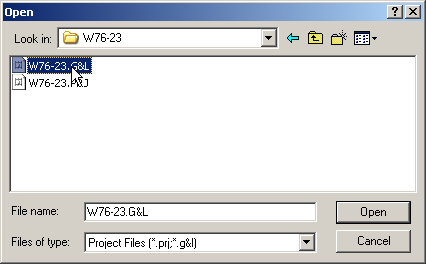 Open
Look in: W76-23
W76-23.G&L
W76-23.PRJ
File name: W76-23.G&L Open
Files of type: Project Files (*.prj;*.g&l) Cancel